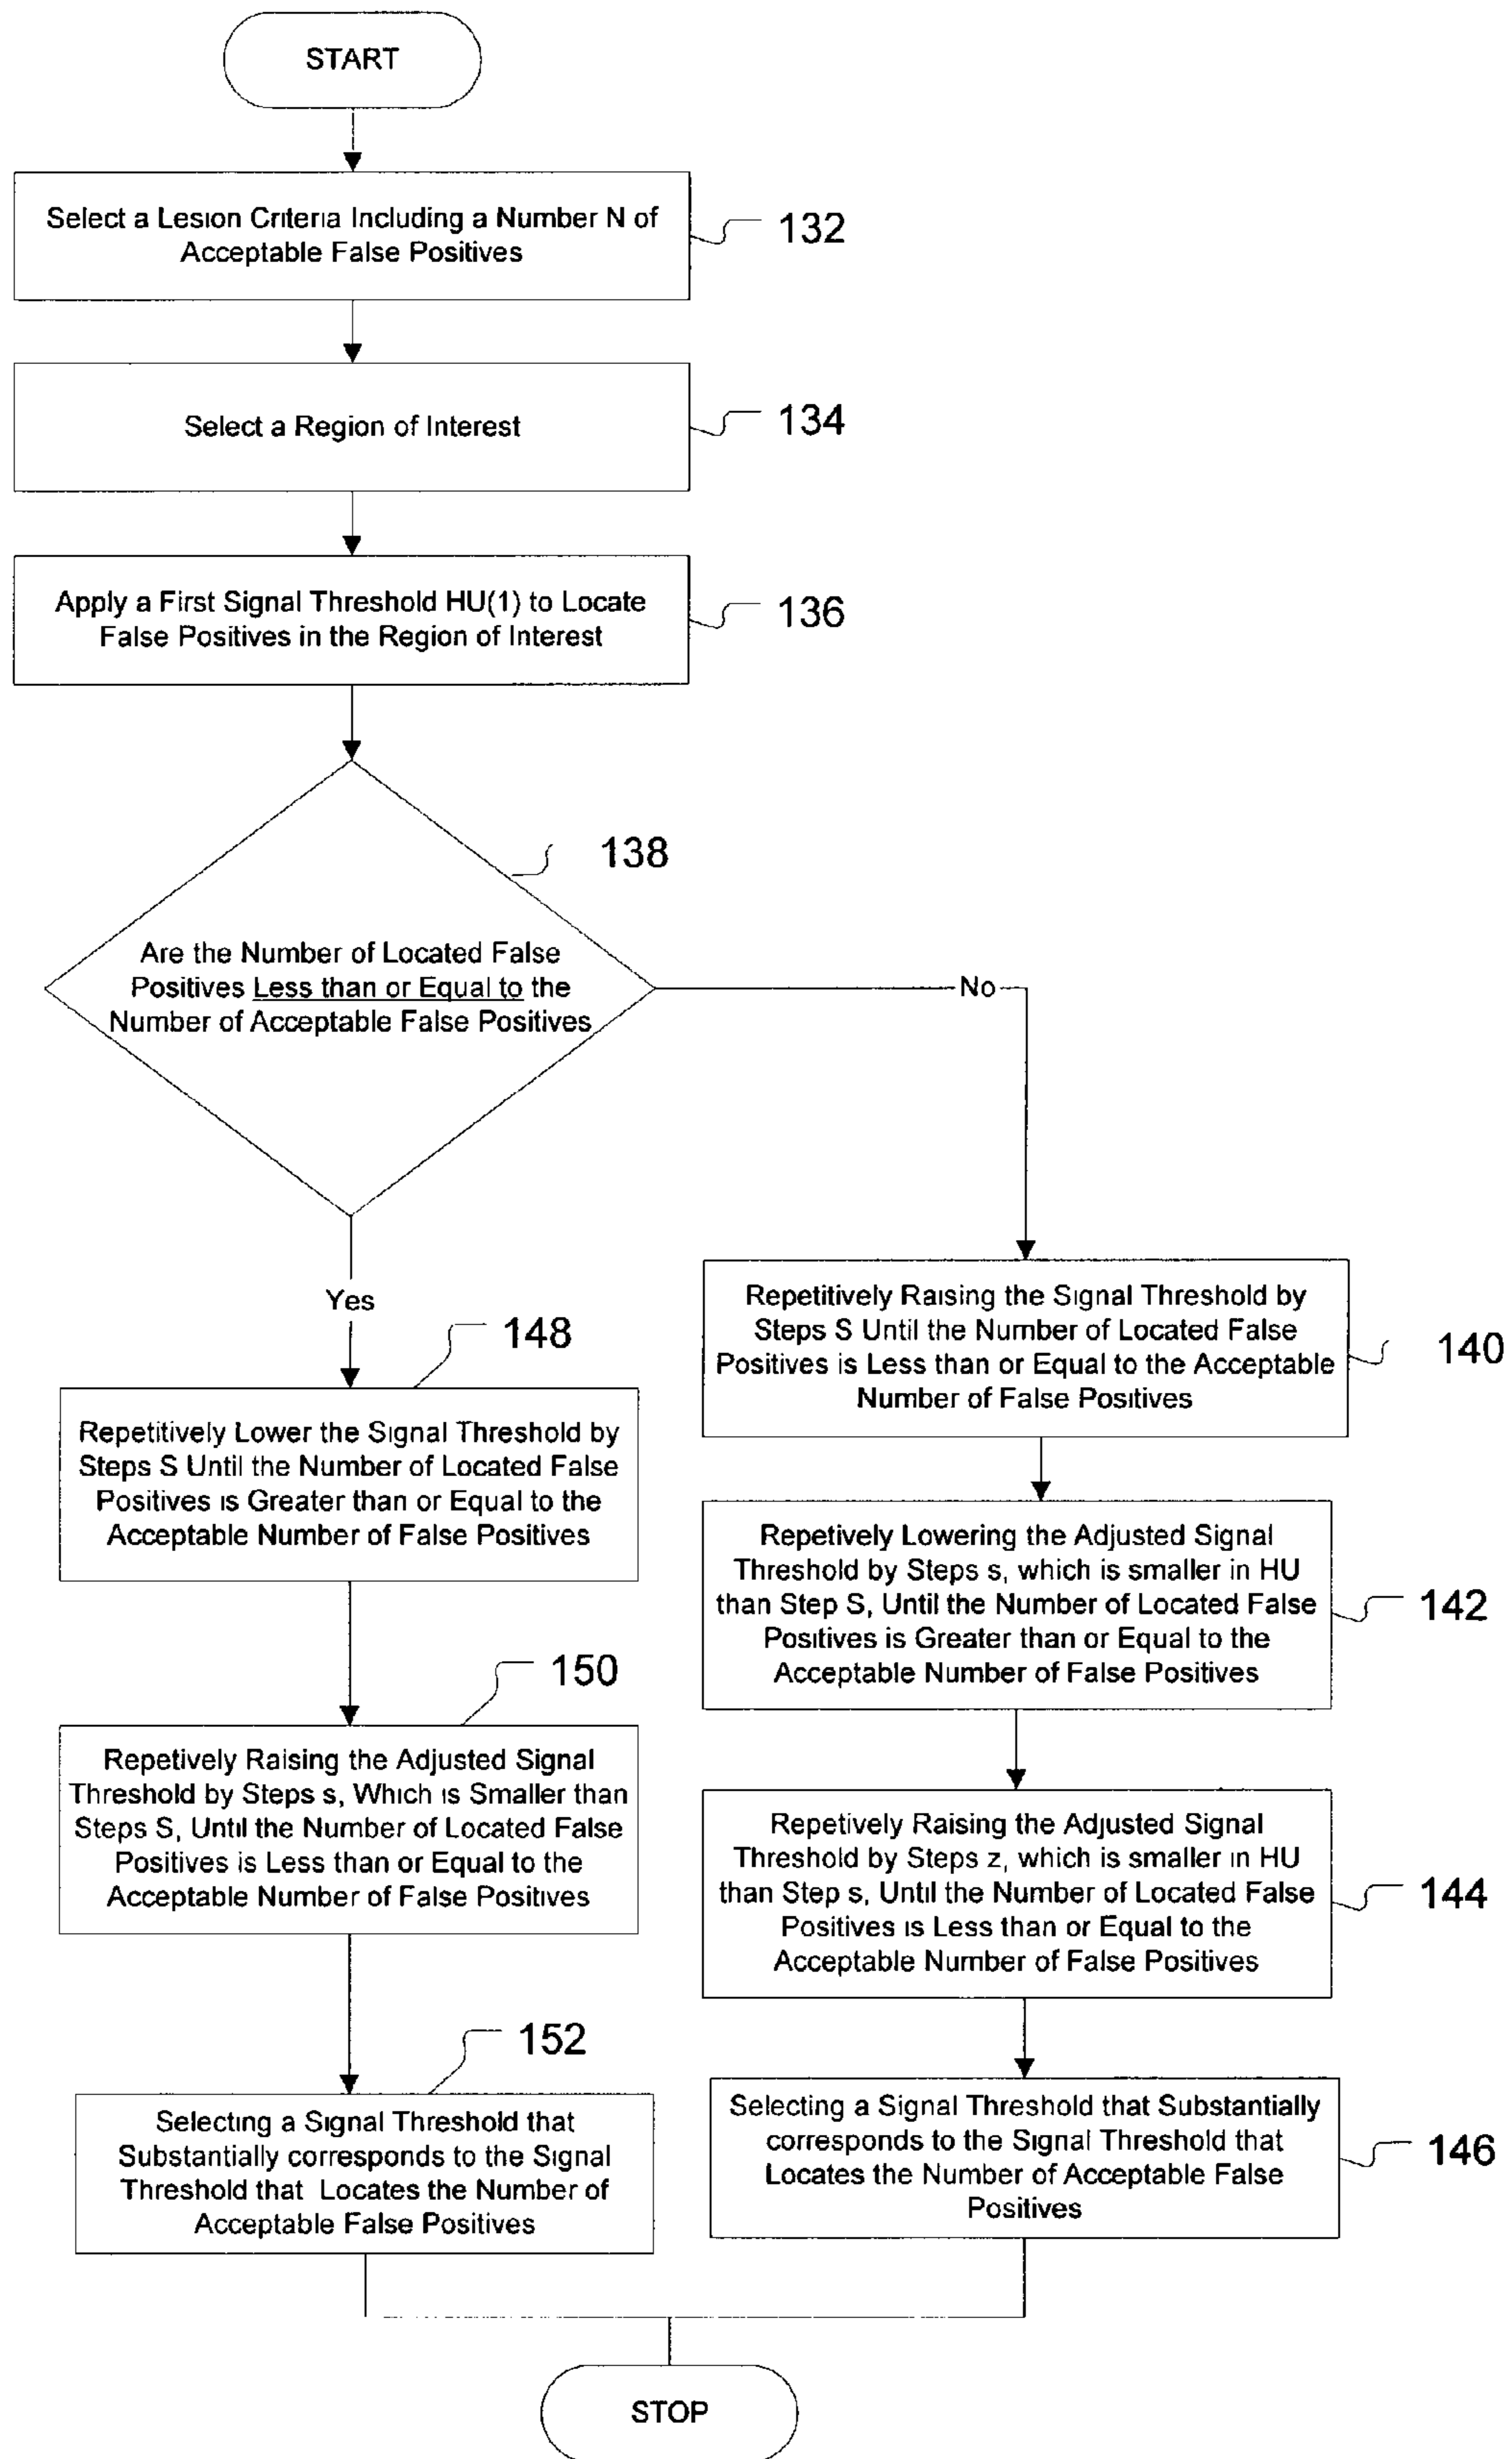 START
Select a Lesion Criteria Including a Number N of
Acceptable False Positives
132
Select a Region of Interest
134
Apply a First Signal Threshold HU(1) to Locate
False Positives in the Region of Interest
136
138
Are the Number of Located False
Positives Less than or Equal to the
Number of Acceptable False Positives
No
Yes
Repetitively Raising the Signal Threshold by
Steps S Until the Number of Located False
Positives is Less than or Equal to the Acceptable
Number of False Positives
140
148
Repetitively Lower the Signal Threshold by
Steps S Until the Number of Located False
Positives is Greater than or Equal to the
Acceptable Number of False Positives
Repetively Lowering the Adjusted Signal
Threshold by Steps s, which is smaller in HU
than Step S, Until the Number of Located False
Positives is Greater than or Equal to the
Acceptable Number of False Positives
142
150
Repetively Raising the Adjusted Signal
Threshold by Steps s, Which is Smaller than
Steps S, Until the Number of Located False
Positives is Less than or Equal to the
Acceptable Number of False Positives
Repetively Raising the Adjusted Signal
Threshold by Steps z, which is smaller in HU
than Step s, Until the Number of Located False
Positives is Less than or Equal to the
Acceptable Number of False Positives
144
152
Selecting a Signal Threshold that
Substantially corresponds to the Signal
Threshold that Locates the Number of
Acceptable False Positives
Selecting a Signal Threshold that Substantially
corresponds to the Signal Threshold that
Locates the Number of Acceptable False
Positives
146
STOP